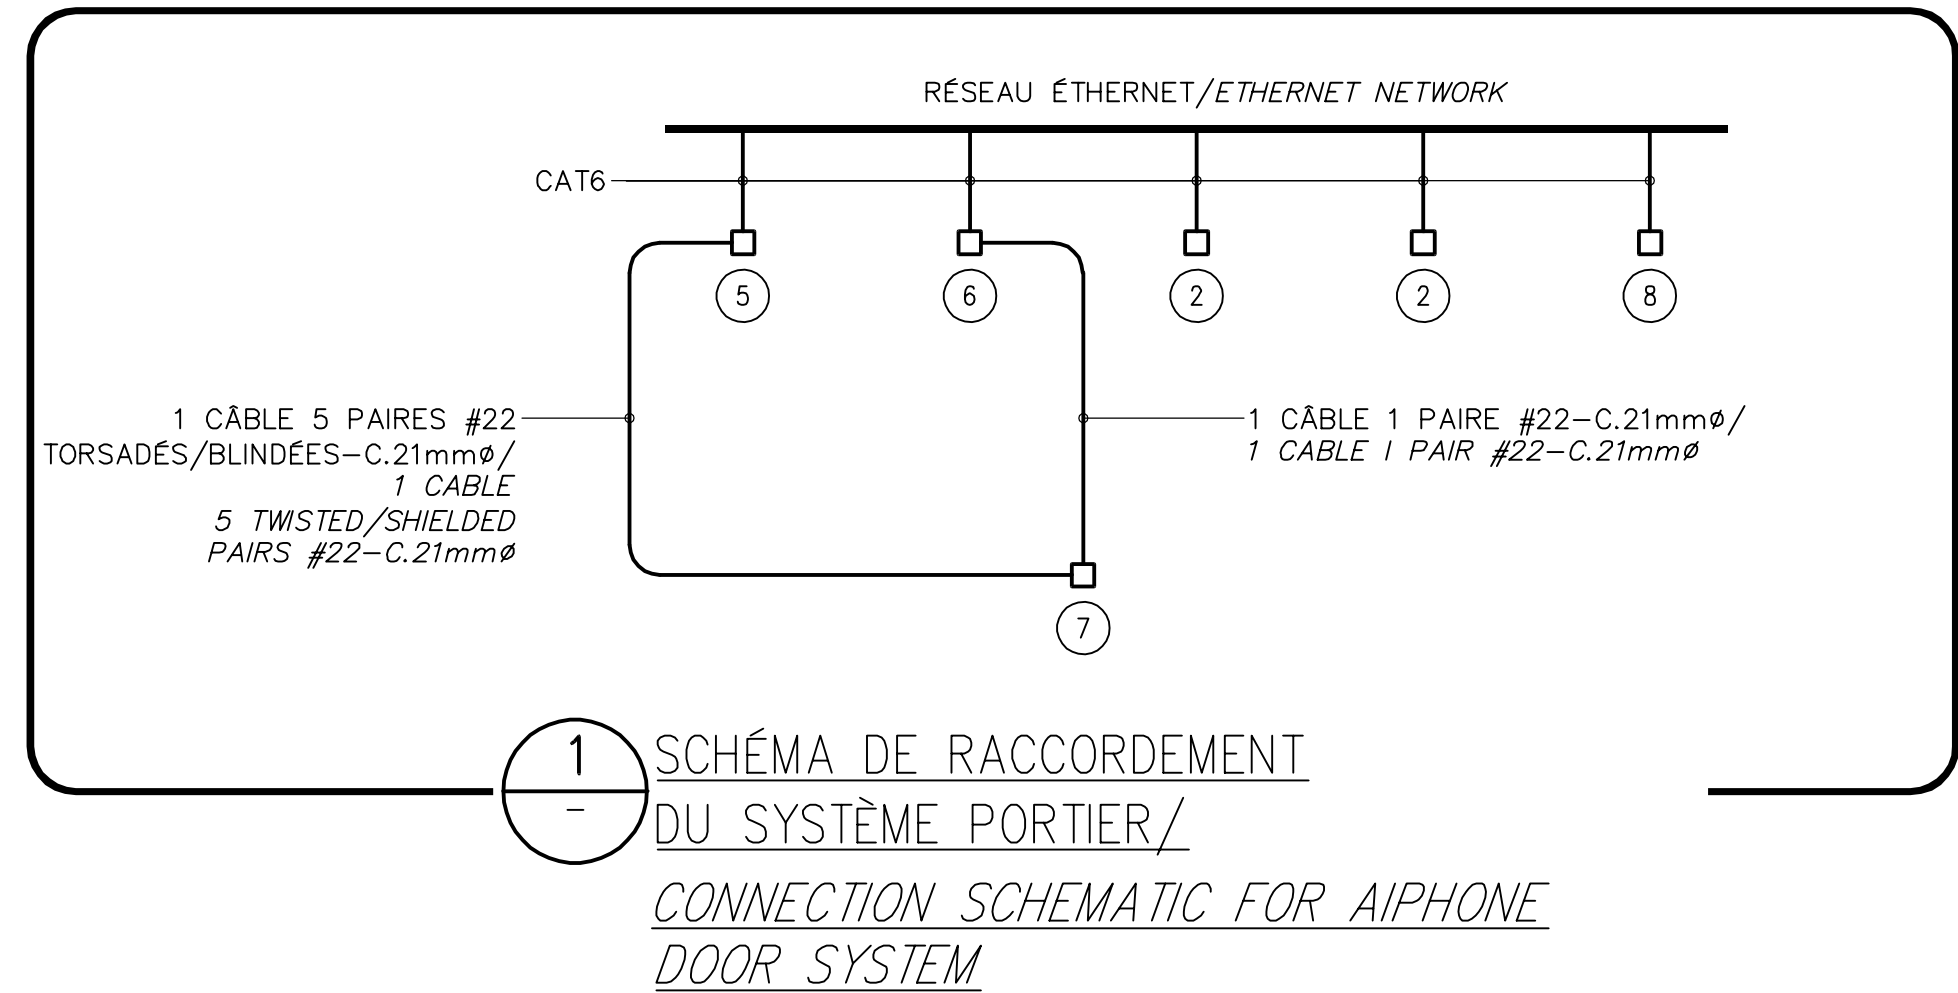 RÉSEAU ÉTHERNET/ETHERNET NETWORK
CAT6
5
6
2
2
8
1 CÂBLE 5 PAIRES #22
TORSADÉS/BLINDÉES-C.21mmø/
1 CABLE
5 TWISTED/SHIELDED
PAIRS #22-C.21mmø
1 CÂBLE 1 PAIRE #22-C.21mmø/
1 CABLE I PAIR #22-C.21mmø
7
1
-
SCHÉMA DE RACCORDEMENT
DU SYSTÈME PORTIER/
CONNECTION SCHEMATIC FOR AIPHONE
DOOR SYSTEM